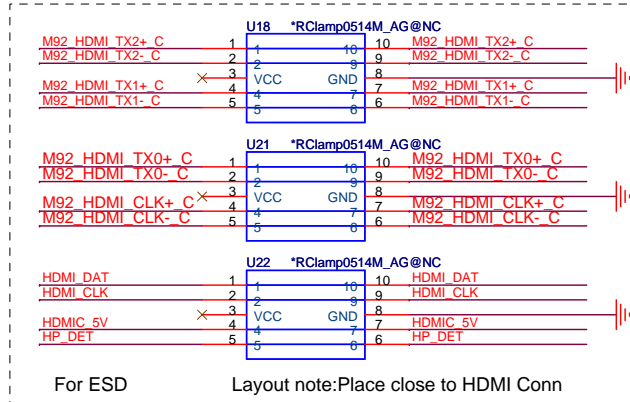 U18 *RClamp0514M_AG@NC
M92_HDMI_TX2+_C 1 1 10 10 M92_HDMI_TX2+_C
M92_HDMI_TX2-_C 2 2 9 9 M92_HDMI_TX2-_C
3 VCC GND 8
M92_HDMI_TX1+_C 4 4 7 7 M92_HDMI_TX1+_C
M92_HDMI_TX1-_C 5 5 6 6 M92_HDMI_TX1-_C
U21 *RClamp0514M_AG@NC
M92_HDMI_TX0+_C 1 1 10 10 M92_HDMI_TX0+_C
M92_HDMI_TX0-_C 2 2 9 9 M92_HDMI_TX0-_C
3 VCC GND 8
M92_HDMI_CLK+_C 4 4 7 7 M92_HDMI_CLK+_C
M92_HDMI_CLK-_C 5 5 6 6 M92_HDMI_CLK-_C
U22 *RClamp0514M_AG@NC
HDMI_DAT 1 1 10 10 HDMI_DAT
HDMI_CLK 2 2 9 9 HDMI_CLK
3 VCC GND 8
HDMIC_5V 4 4 7 7 HDMIC_5V
HP_DET 5 5 6 6 HP_DET
For ESD Layout note:Place close to HDMI Conn